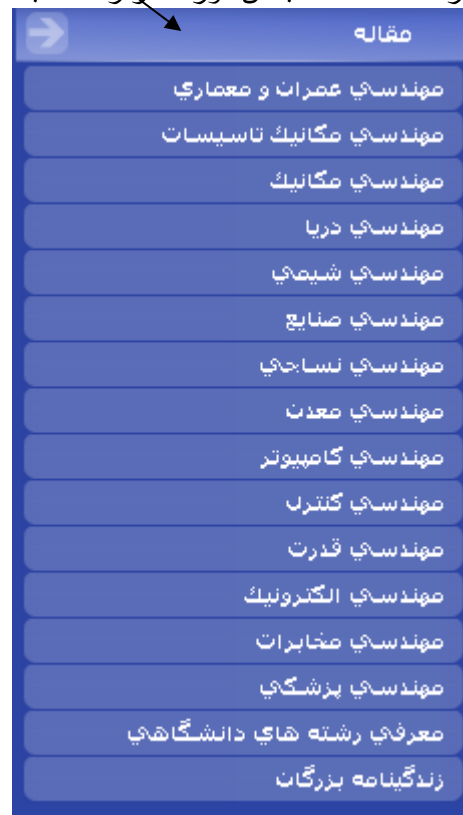 مقاله
مهندسي عمران و معماري
مهندسي مكانيك تاسيسات
مهندسي مكانيك
مهندسي دريا
مهندسي شيمي
مهندسي صنايع
مهندسي نساجي
مهندسي معدن
مهندسي كامپيوتر
مهندسي كنترل
مهندسي قدرت
مهندسي الكترونيك
مهندسي مخابرات
مهندسي پزشكي
معرفي رشته هاي دانشگاهي
زندگينامه بزرگان